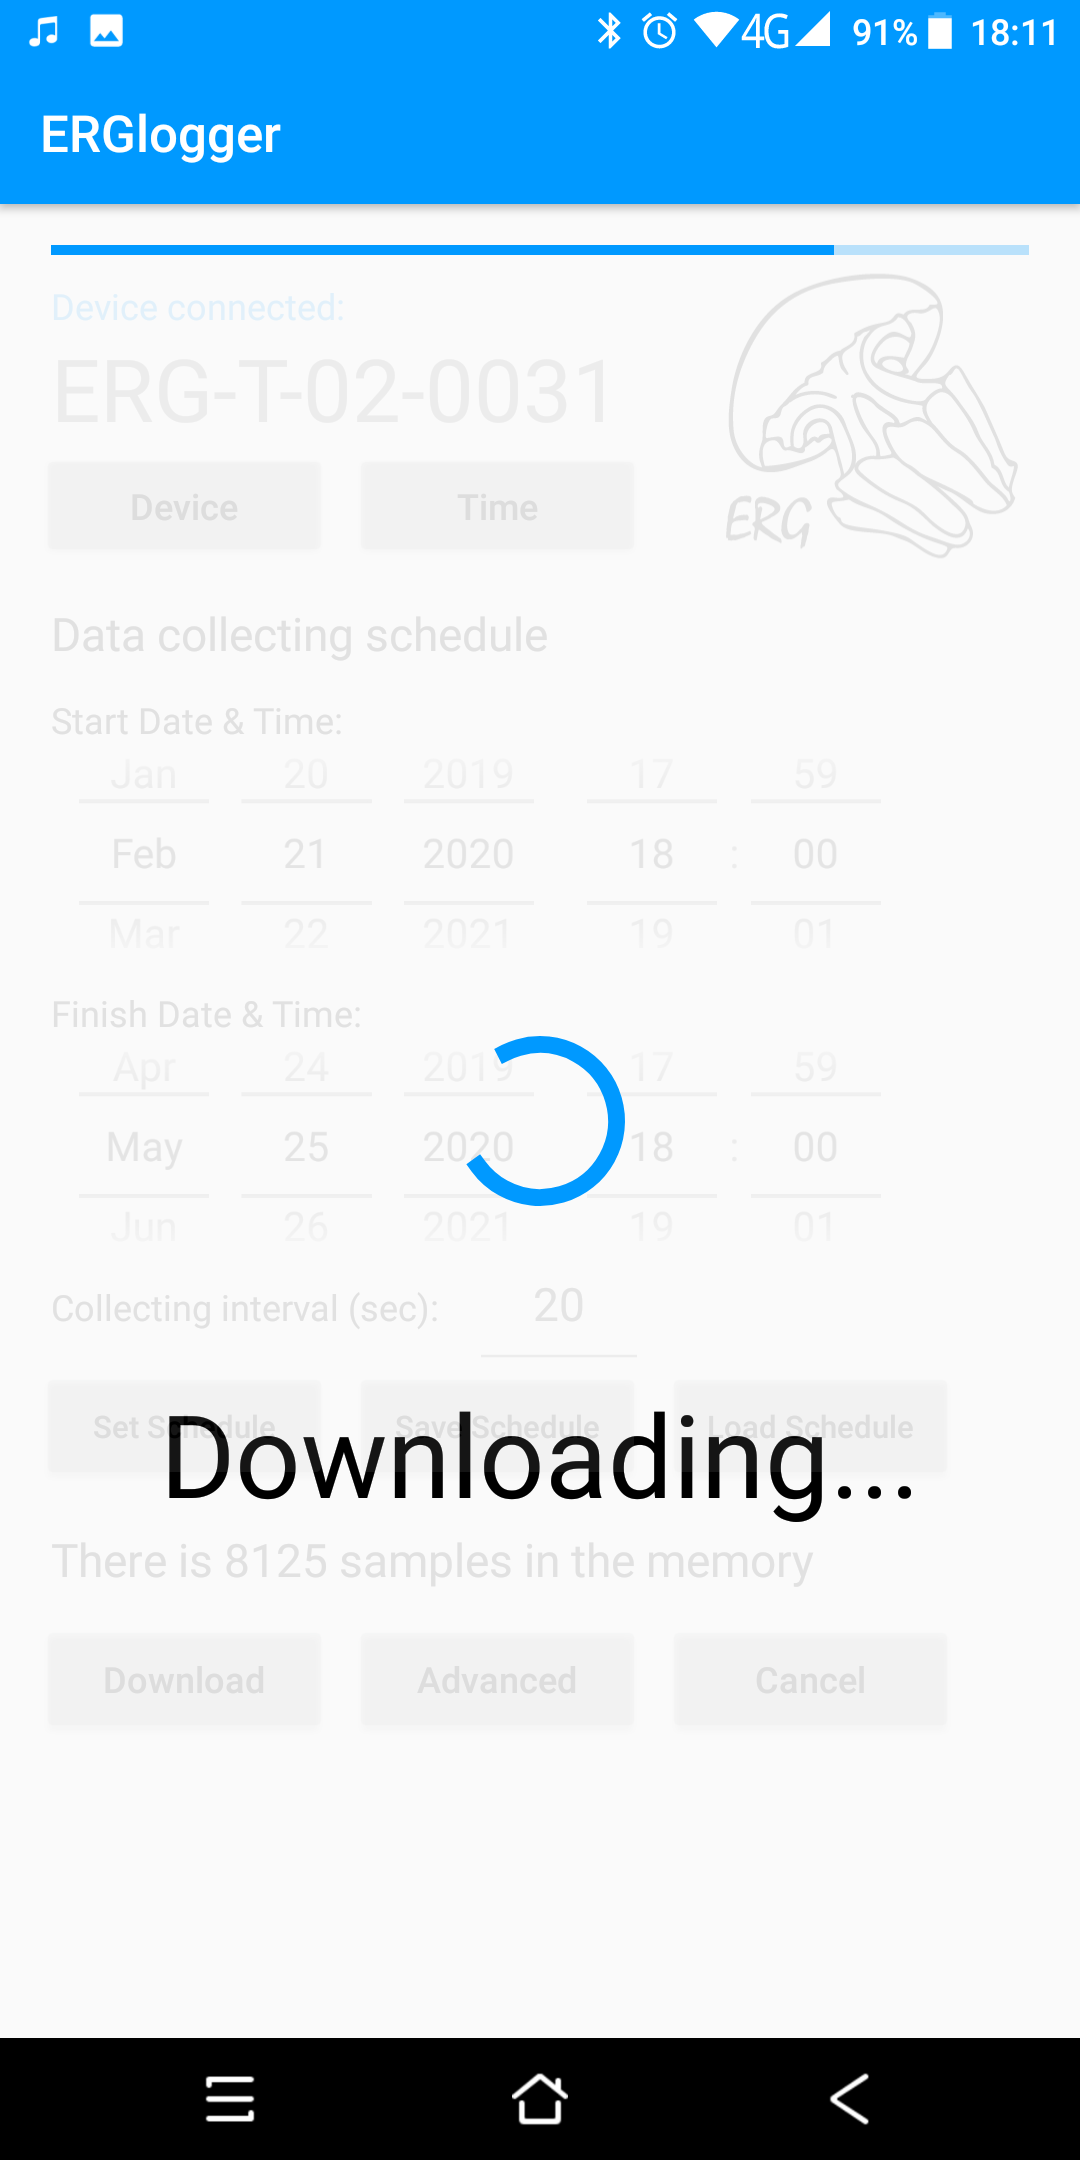 4G 91% 18:11
ERGlogger
Device connected:
ERG-T-02-0031
Device Time
ERG
Data collecting schedule
Start Date & Time:
Jan 20 2019 17 59
Feb 21 2020 18 : 00
Mar 22 2021 19 01
Finish Date & Time:
Apr 24 2019 17 59
May 25 2020 18 : 00
Jun 26 2021 19 01
Collecting interval (sec): 20
Set Schedule Save Schedule Load Schedule
Downloading...
There is 8125 samples in the memory
Download Advanced Cancel